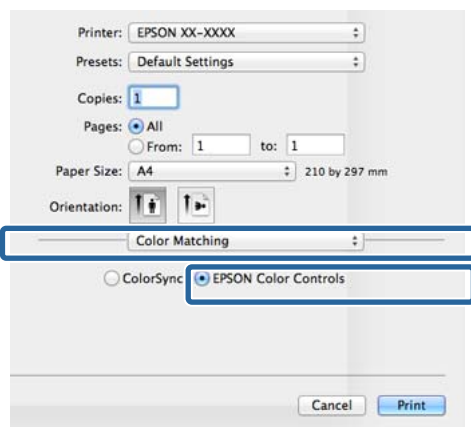 Printer: EPSON XX-XXXX
Presets: Default Settings
Copies: 1
Pages: All
From: 1 to: 1
Paper Size: A4 210 by 297 mm
Orientation:
Color Matching
ColorSync EPSON Color Controls
Cancel Print